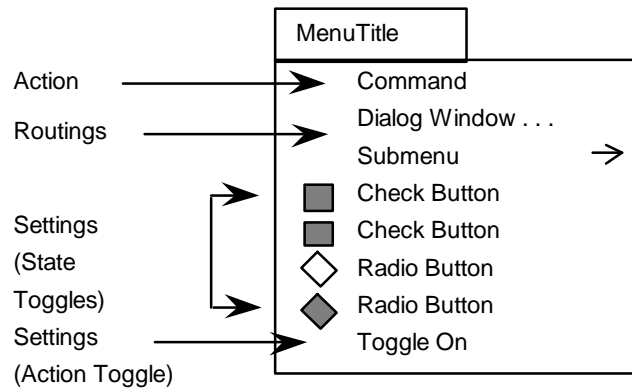 MenuTitle
Action
Command
Routings
Dialog Window . . .
Submenu
Check Button
Settings
(State
Toggles)
Check Button
Radio Button
Radio Button
Settings
(Action Toggle)
Toggle On